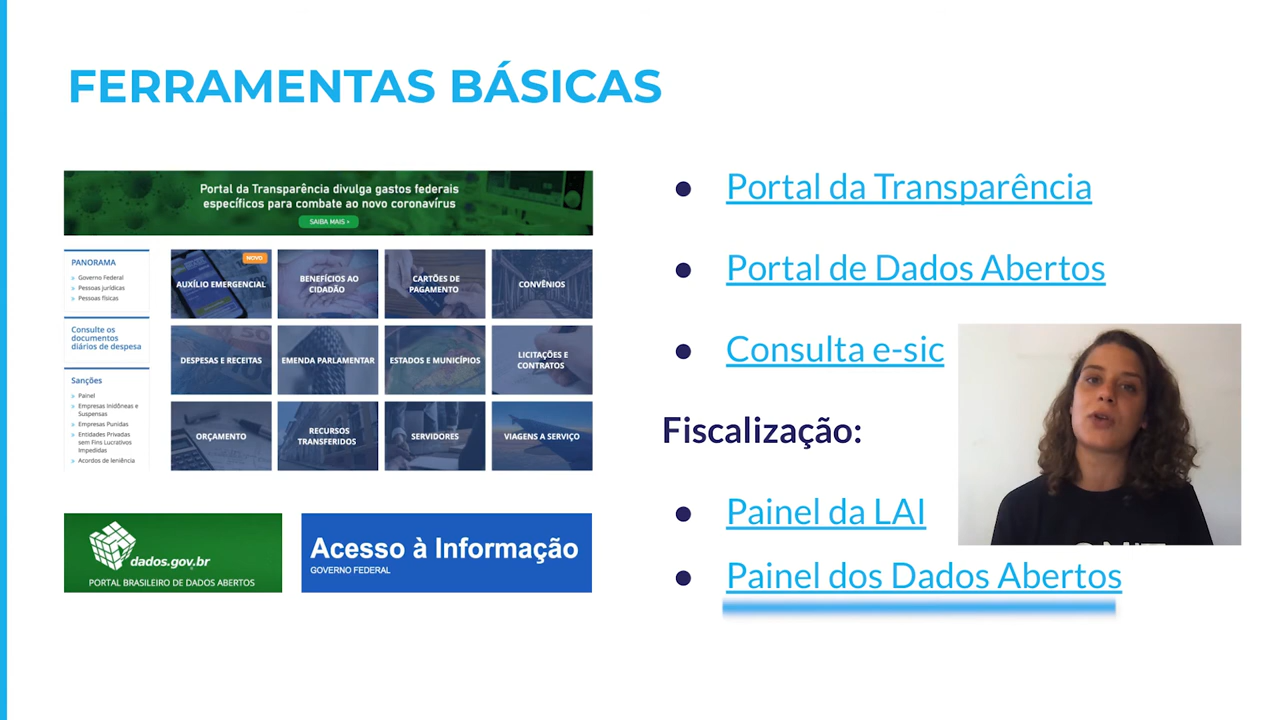 FERRAMENTAS BÁSICAS
Portal da Transparência divulga gastos federais
específicos para combate ao novo coronavírus
SAIBA MAIS »
PANORAMA
» Governo Federal
» Pessoas jurídicas
» Pessoas físicas
Consulte os
documentos
diários de despesa
Sanções
» Painel
» Empresas Inidôneas e
Suspensas
» Empresas Punidas
» Entidades Privadas
sem Fins Lucrativos
Impedidas
» Acordos de leniência
NOVO
AUXÍLIO EMERGENCIAL
BENEFÍCIOS AO
CIDADÃO
CARTÕES DE
PAGAMENTO
CONVÊNIOS
DESPESAS E RECEITAS
EMENDA PARLAMENTAR
ESTADOS E MUNICÍPIOS
LICITAÇÕES E
CONTRATOS
ORÇAMENTO
RECURSOS
TRANSFERIDOS
SERVIDORES
VIAGENS A SERVIÇO
dados.gov.br
PORTAL BRASILEIRO DE DADOS ABERTOS
Acesso à Informação
GOVERNO FEDERAL
● Portal da Transparência
● Portal de Dados Abertos
● Consulta e-sic
Fiscalização:
● Painel da LAI
● Painel dos Dados Abertos